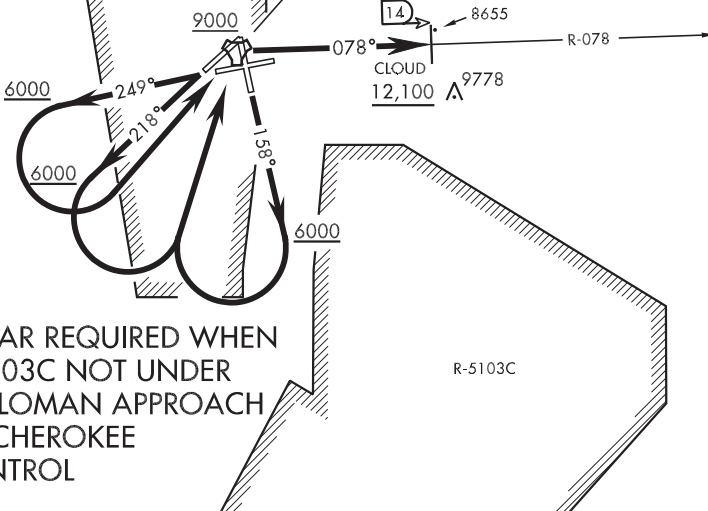 9000
14
8655
078°
R-078
CLOUD
12,100
9778
6000
249°
218°
158°
6000
6000
AR REQUIRED WHEN
03C NOT UNDER
LOMAN APPROACH
CHEROKEE
NTROL
R-5103C